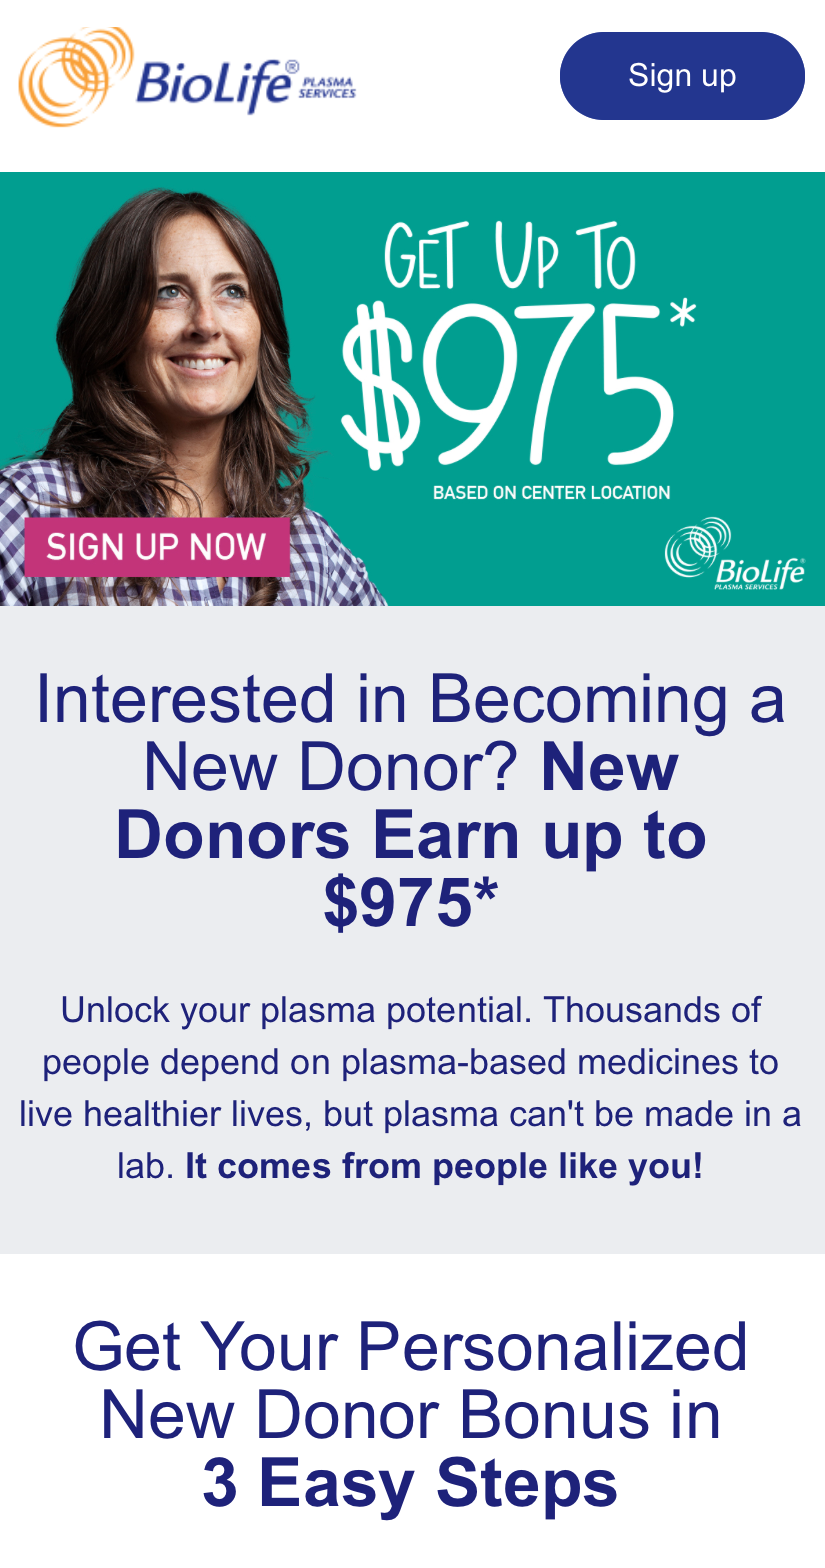 BioLife® PLASMA SERVICES
Sign up
GET UP TO
$975*
BASED ON CENTER LOCATION
SIGN UP NOW
BioLife®
PLASMA SERVICES
Interested in Becoming a
New Donor? New
Donors Earn up to
$975*
Unlock your plasma potential. Thousands of
people depend on plasma-based medicines to
live healthier lives, but plasma can't be made in a
lab. It comes from people like you!
Get Your Personalized
New Donor Bonus in
3 Easy Steps